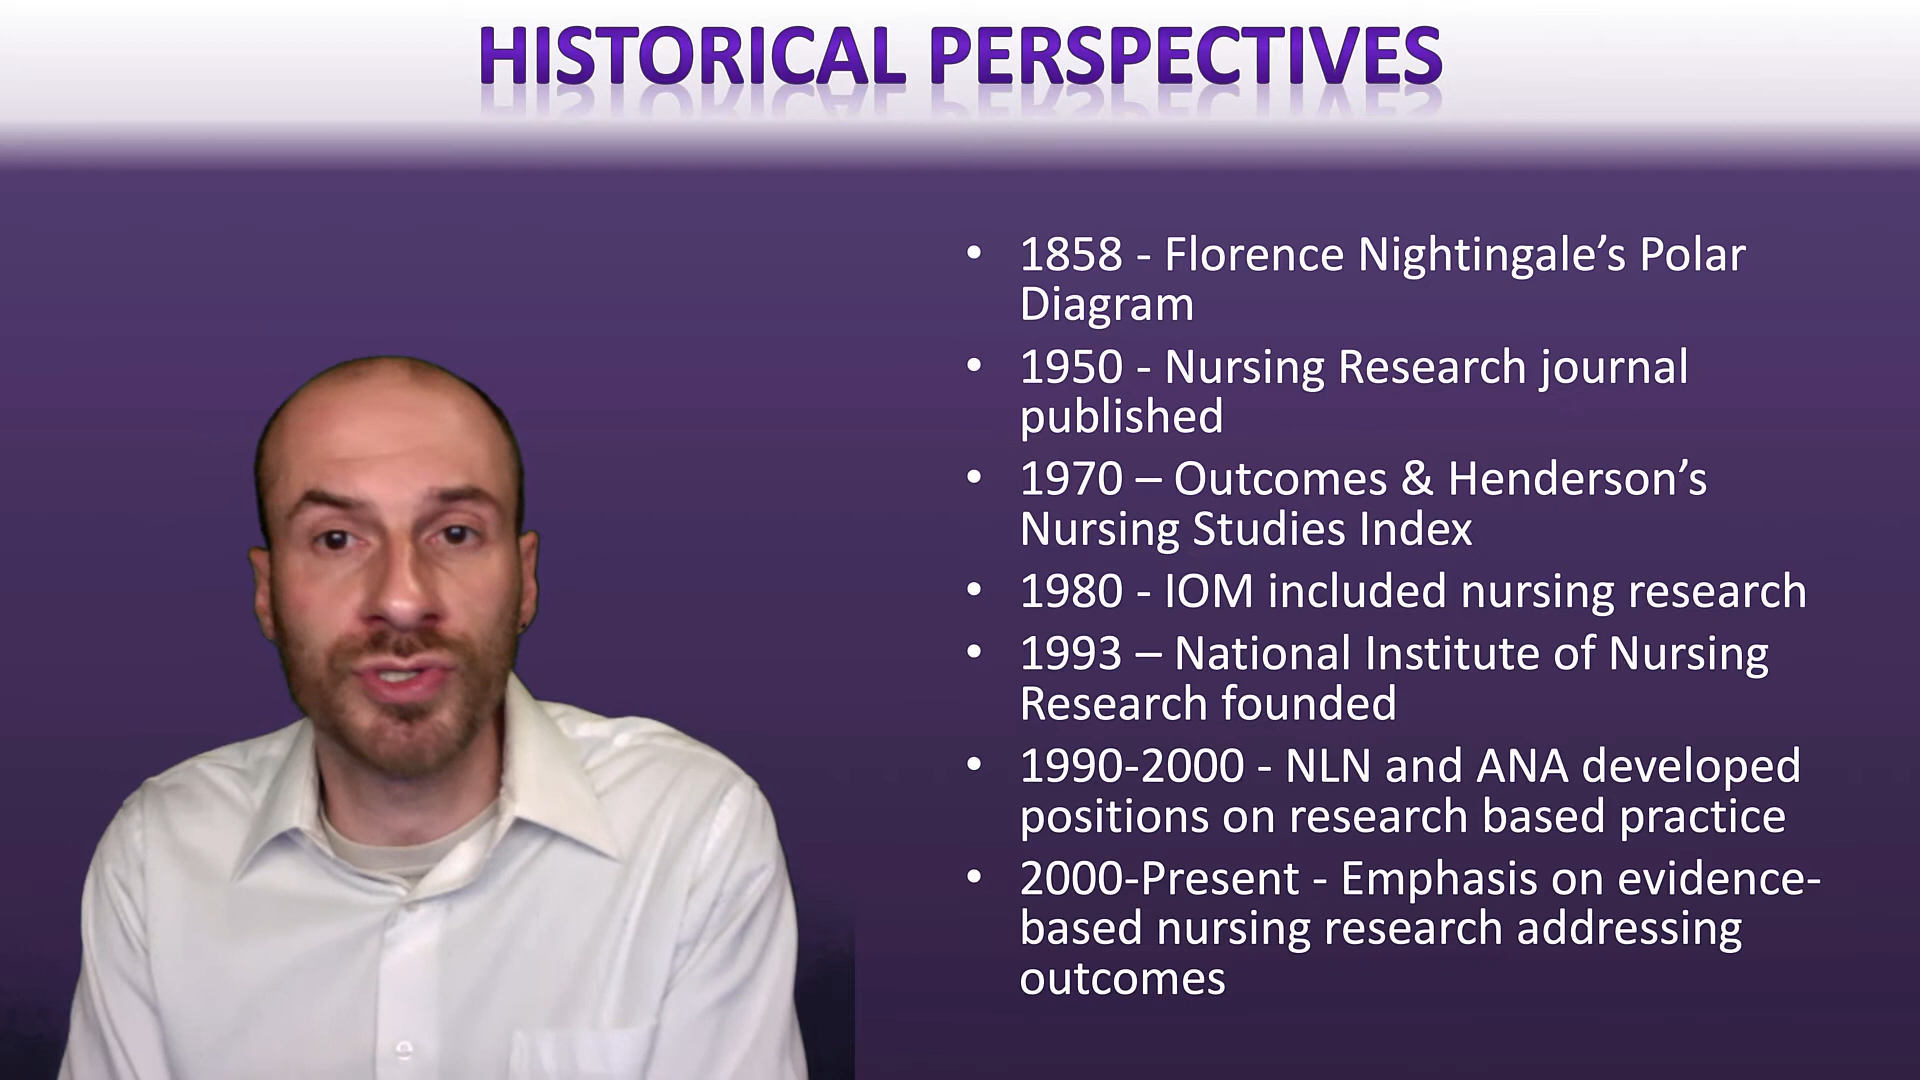 HISTORICAL PERSPECTIVES
• 1858 - Florence Nightingale’s Polar
Diagram
• 1950 - Nursing Research journal
published
• 1970 – Outcomes & Henderson’s
Nursing Studies Index
• 1980 - IOM included nursing research
• 1993 – National Institute of Nursing
Research founded
• 1990-2000 - NLN and ANA developed
positions on research based practice
• 2000-Present - Emphasis on evidence-
based nursing research addressing
outcomes